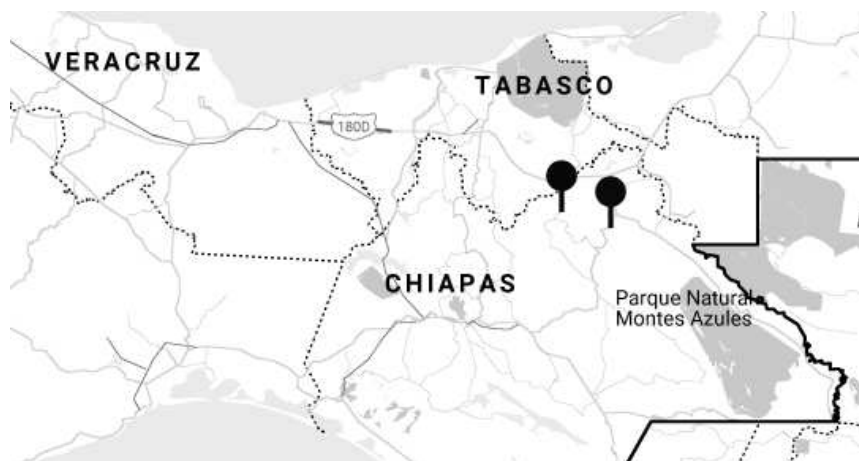 VERACRUZ
TABASCO
180D
CHIAPAS
Parque Natural
Montes Azules